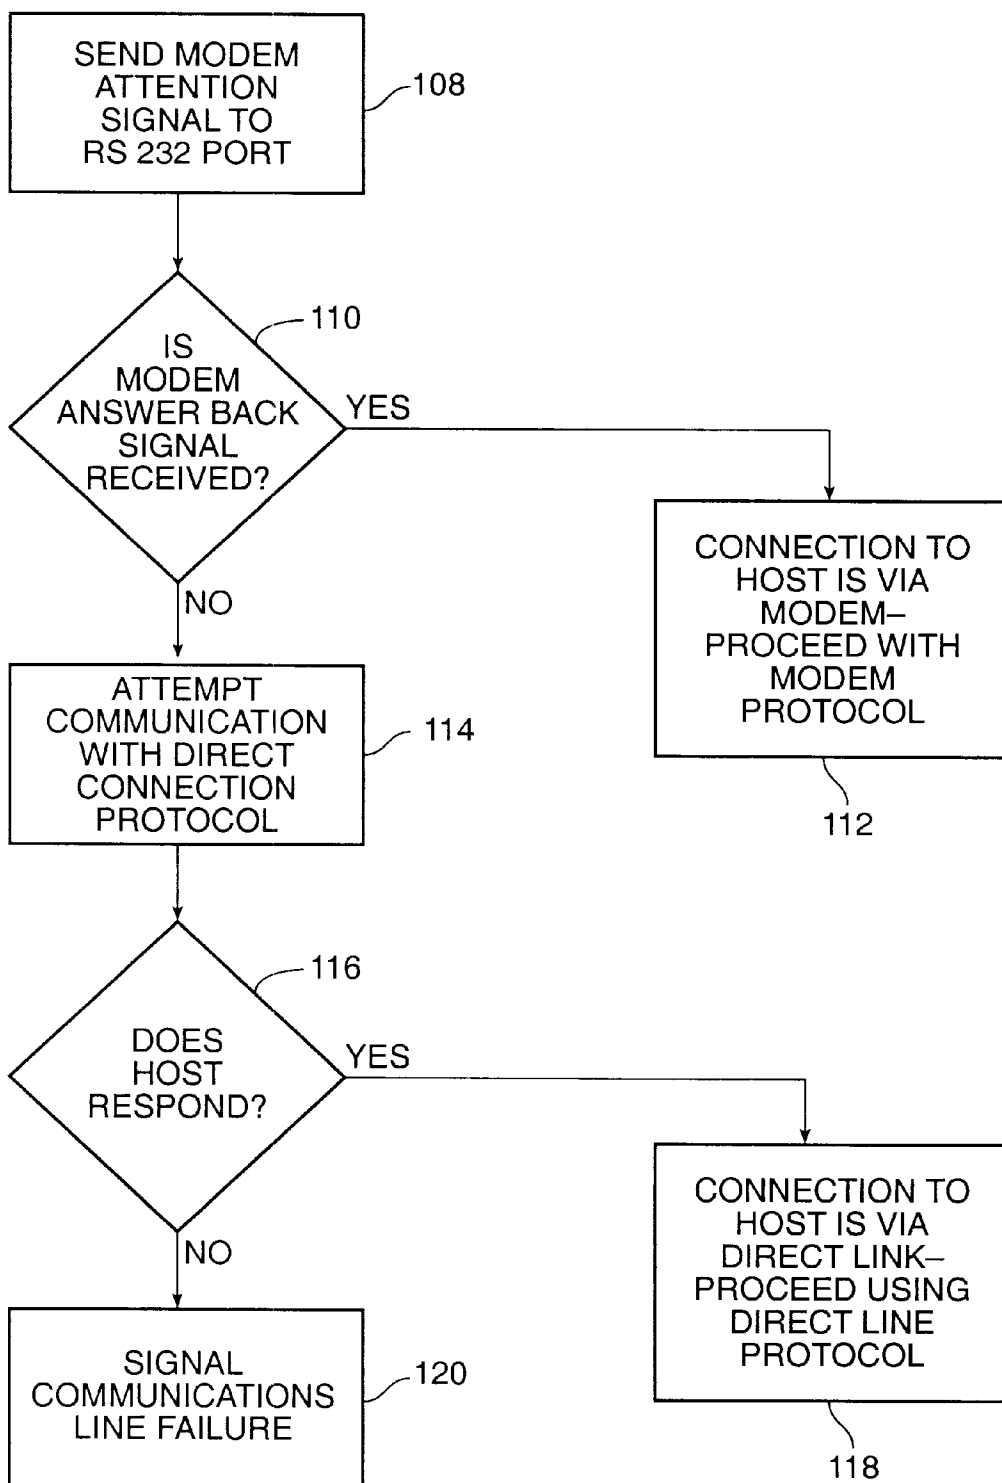 SEND MODEM
ATTENTION
SIGNAL TO
RS 232 PORT
108
IS
MODEM
ANSWER BACK
SIGNAL
RECEIVED?
110
YES
NO
CONNECTION TO
HOST IS VIA
MODEM–
PROCEED WITH
MODEM
PROTOCOL
112
ATTEMPT
COMMUNICATION
WITH DIRECT
CONNECTION
PROTOCOL
114
DOES
HOST
RESPOND?
116
YES
NO
CONNECTION TO
HOST IS VIA
DIRECT LINK–
PROCEED USING
DIRECT LINE
PROTOCOL
118
SIGNAL
COMMUNICATIONS
LINE FAILURE
120